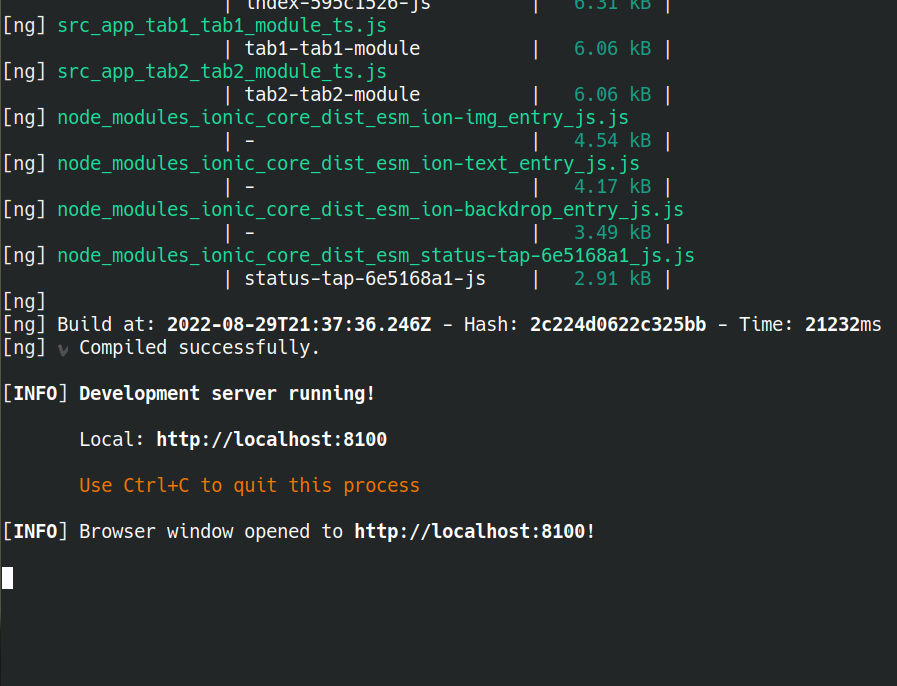 | index-595c1526-js | 6.31 kB |
[ng] src_app_tab1_tab1_module_ts.js
| tab1-tab1-module | 6.06 kB |
[ng] src_app_tab2_tab2_module_ts.js
| tab2-tab2-module | 6.06 kB |
[ng] node_modules_ionic_core_dist_esm_ion-img_entry_js.js
| - | 4.54 kB |
[ng] node_modules_ionic_core_dist_esm_ion-text_entry_js.js
| - | 4.17 kB |
[ng] node_modules_ionic_core_dist_esm_ion-backdrop_entry_js.js
| - | 3.49 kB |
[ng] node_modules_ionic_core_dist_esm_status-tap-6e5168a1_js.js
| status-tap-6e5168a1-js | 2.91 kB |
[ng]
[ng] Build at: 2022-08-29T21:37:36.246Z - Hash: 2c224d0622c325bb - Time: 21232ms
[ng] ✔ Compiled successfully.
[INFO] Development server running!
Local: http://localhost:8100
Use Ctrl+C to quit this process
[INFO] Browser window opened to http://localhost:8100!